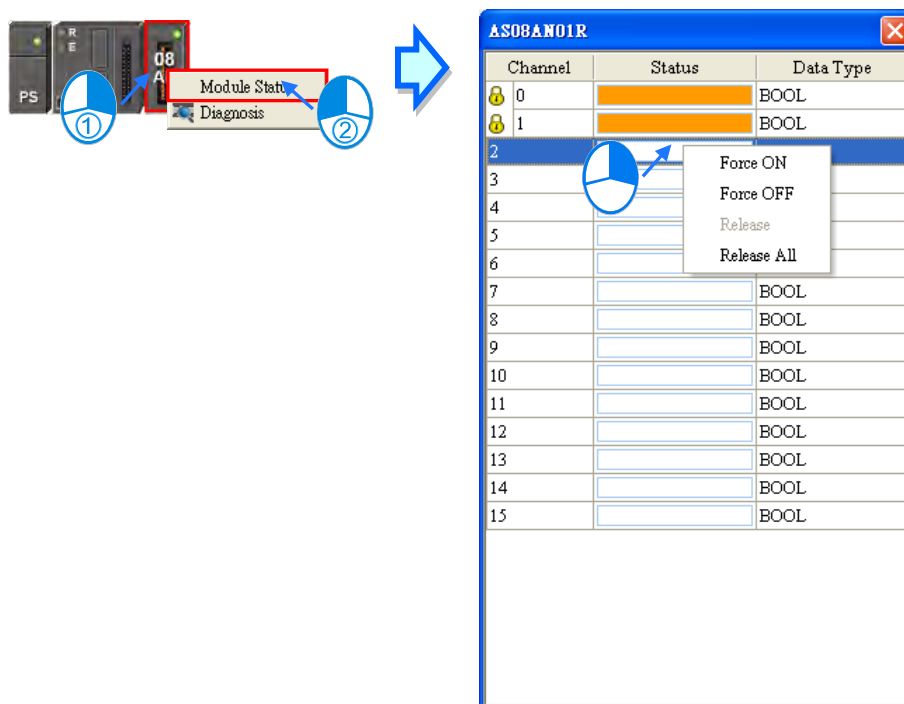 R
E
PS
08
A
Module Statu
Diagnosis
①
②
AS08AN01R
Channel Status Data Type
0 BOOL
1 BOOL
2
3
4
5
6
Force ON
Force OFF
Release
Release All
7 BOOL
8 BOOL
9 BOOL
10 BOOL
11 BOOL
12 BOOL
13 BOOL
14 BOOL
15 BOOL